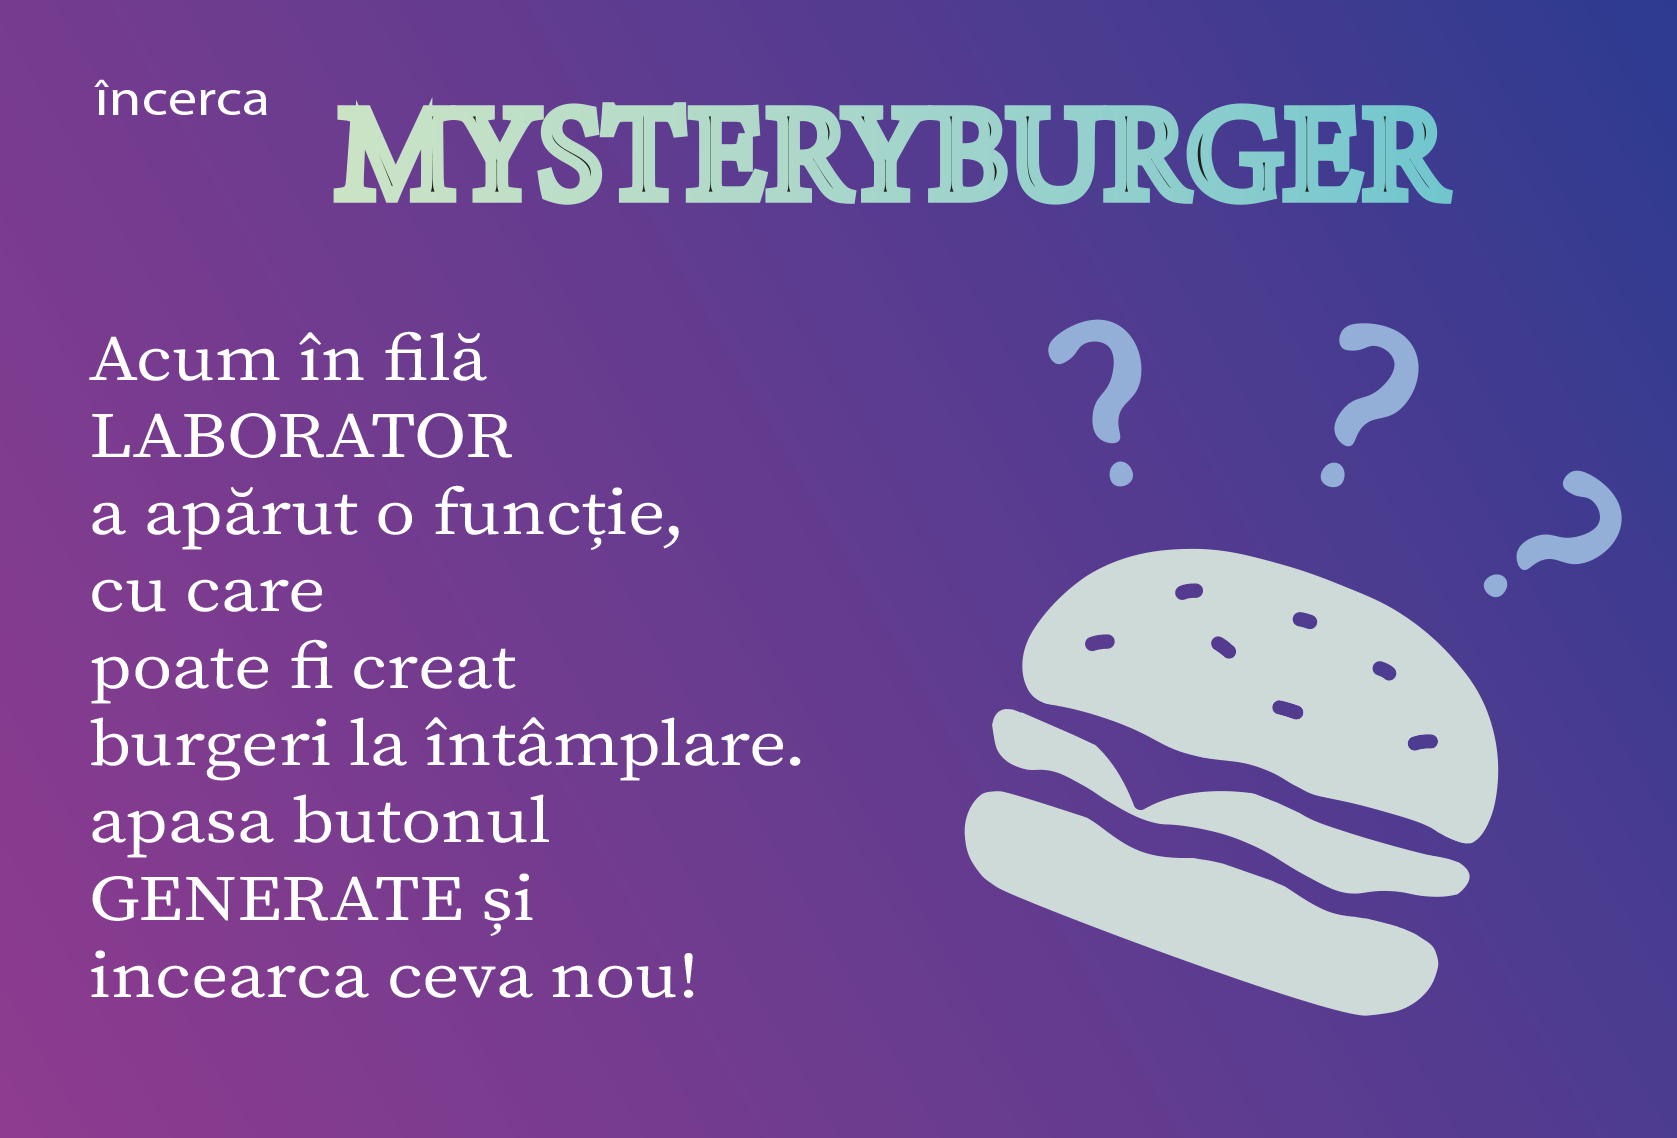 încerca
MYSTERYBURGER
Acum în filă
LABORATOR
a apărut o funcție,
cu care
poate fi creat
burgeri la întâmplare.
apasa butonul
GENERATE și
incearca ceva nou!